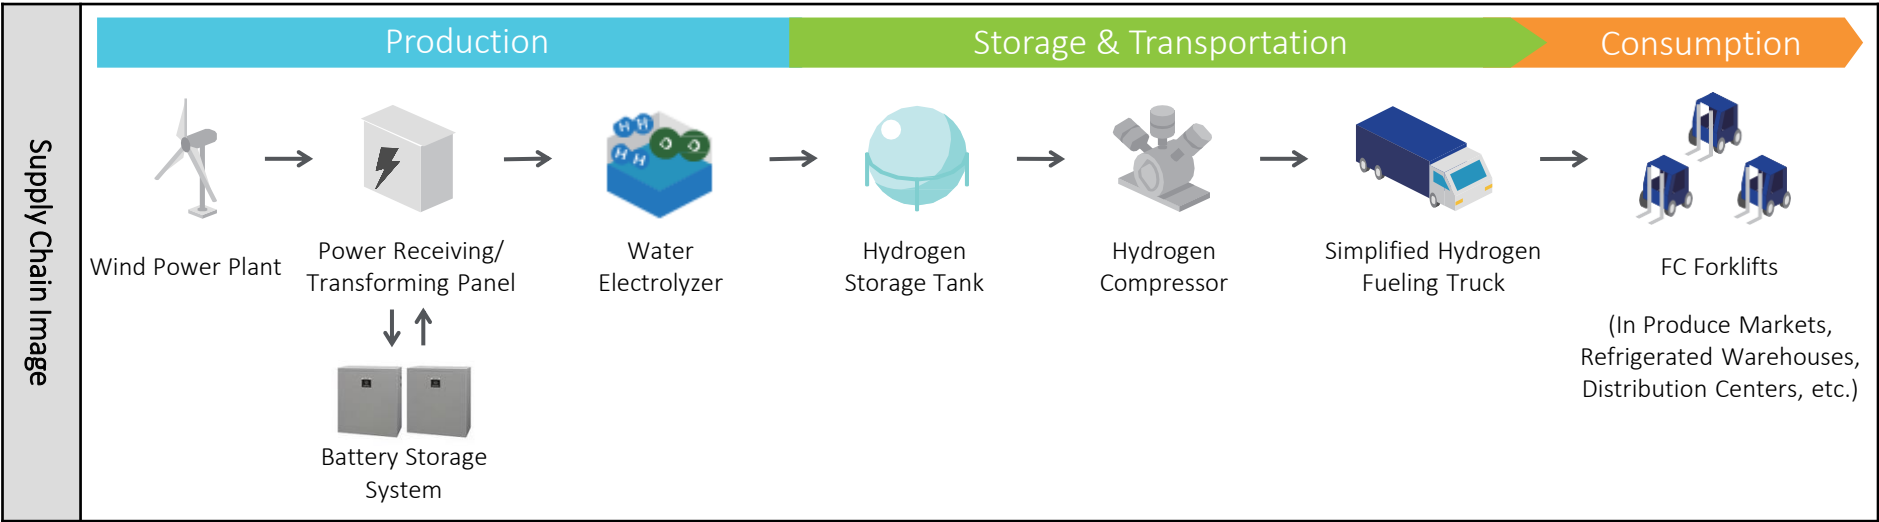 Supply Chain Image
Production
Storage & Transportation
Consumption
Wind Power Plant
Power Receiving/
Transforming Panel
Battery Storage
System
Water
Electrolyzer
H H
H H
Hydrogen
Storage Tank
Hydrogen
Compressor
Simplified Hydrogen
Fueling Truck
FC Forklifts
(In Produce Markets,
Refrigerated Warehouses,
Distribution Centers, etc.)